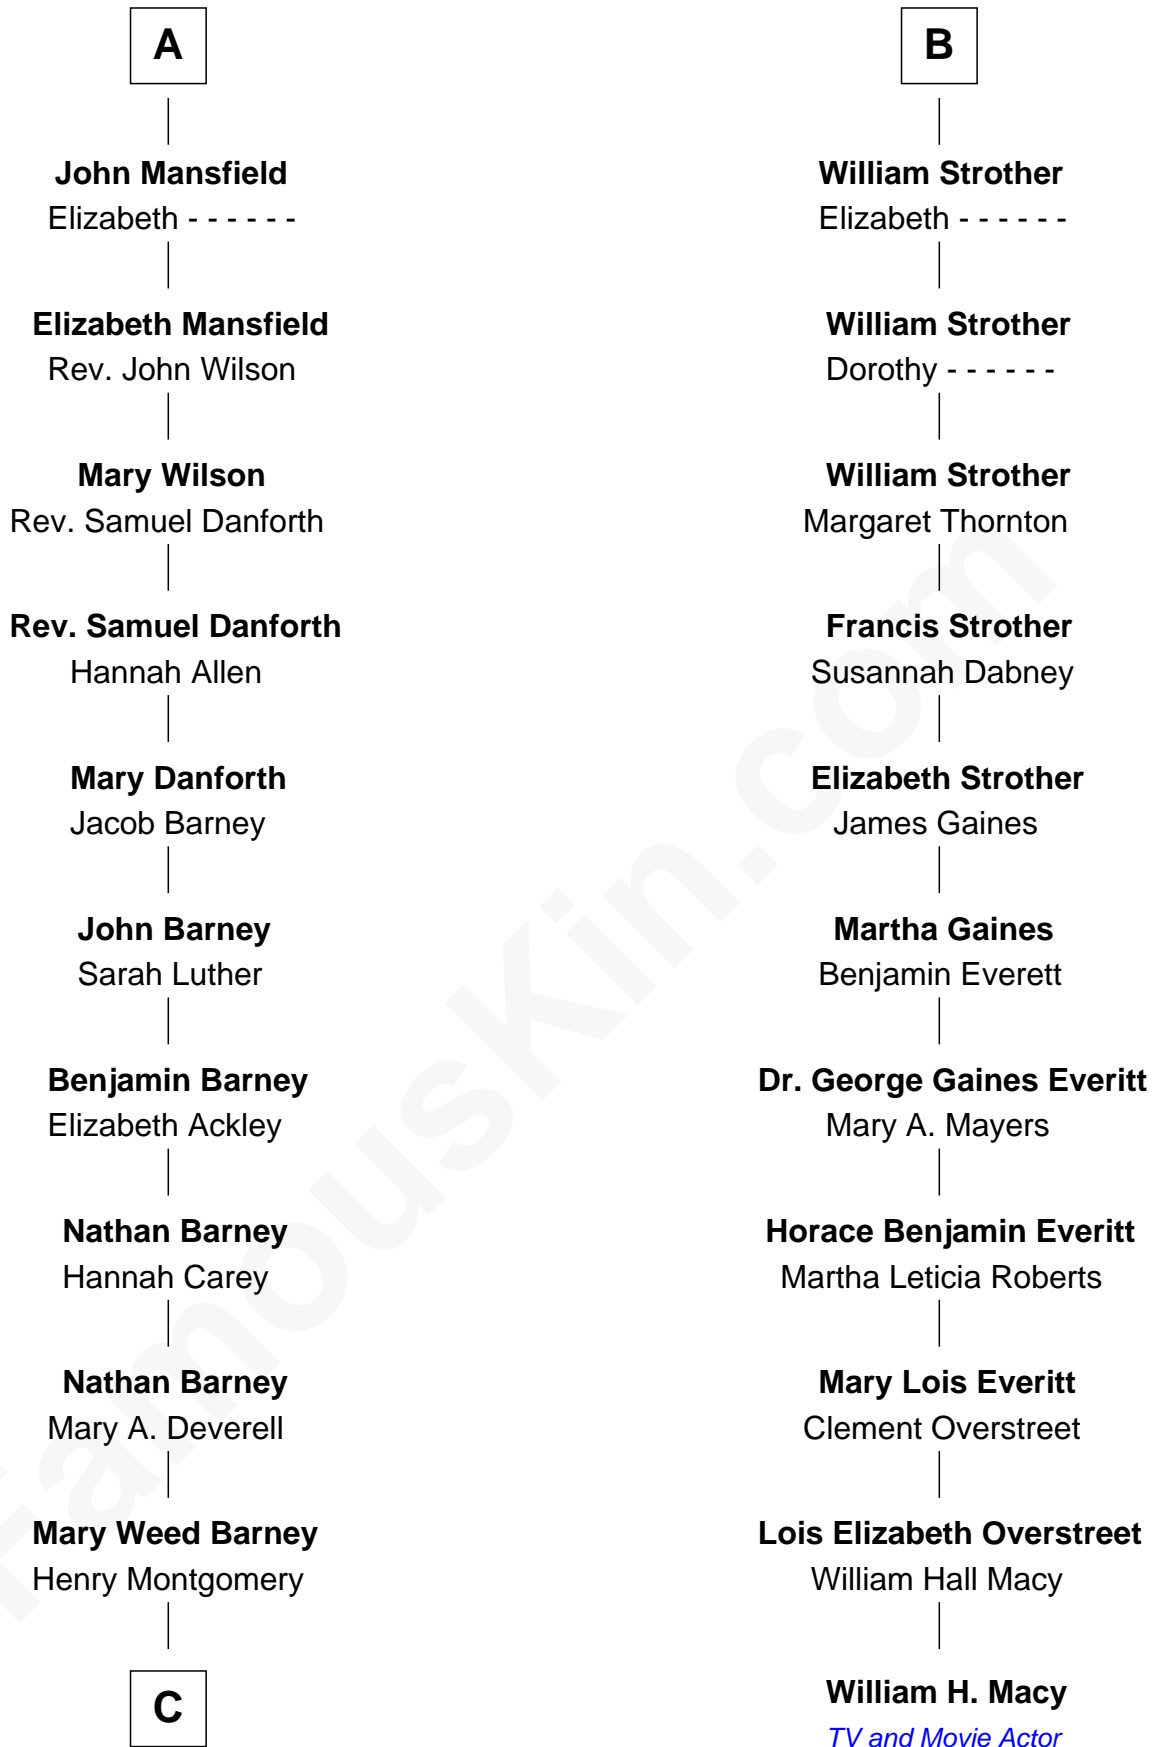 A
John Mansfield
Elizabeth - - - - - -
Elizabeth Mansfield
Rev. John Wilson
Mary Wilson
Rev. Samuel Danforth
Rev. Samuel Danforth
Hannah Allen
Mary Danforth
Jacob Barney
John Barney
Sarah Luther
Benjamin Barney
Elizabeth Ackley
Nathan Barney
Hannah Carey
Nathan Barney
Mary A. Deverell
Mary Weed Barney
Henry Montgomery
C
B
William Strother
Elizabeth - - - - - -
William Strother
Dorothy - - - - - -
William Strother
Margaret Thornton
Francis Strother
Susannah Dabney
Elizabeth Strother
James Gaines
Martha Gaines
Benjamin Everett
Dr. George Gaines Everitt
Mary A. Mayers
Horace Benjamin Everitt
Martha Leticia Roberts
Mary Lois Everitt
Clement Overstreet
Lois Elizabeth Overstreet
William Hall Macy
William H. Macy
TV and Movie Actor
FamousKin.com